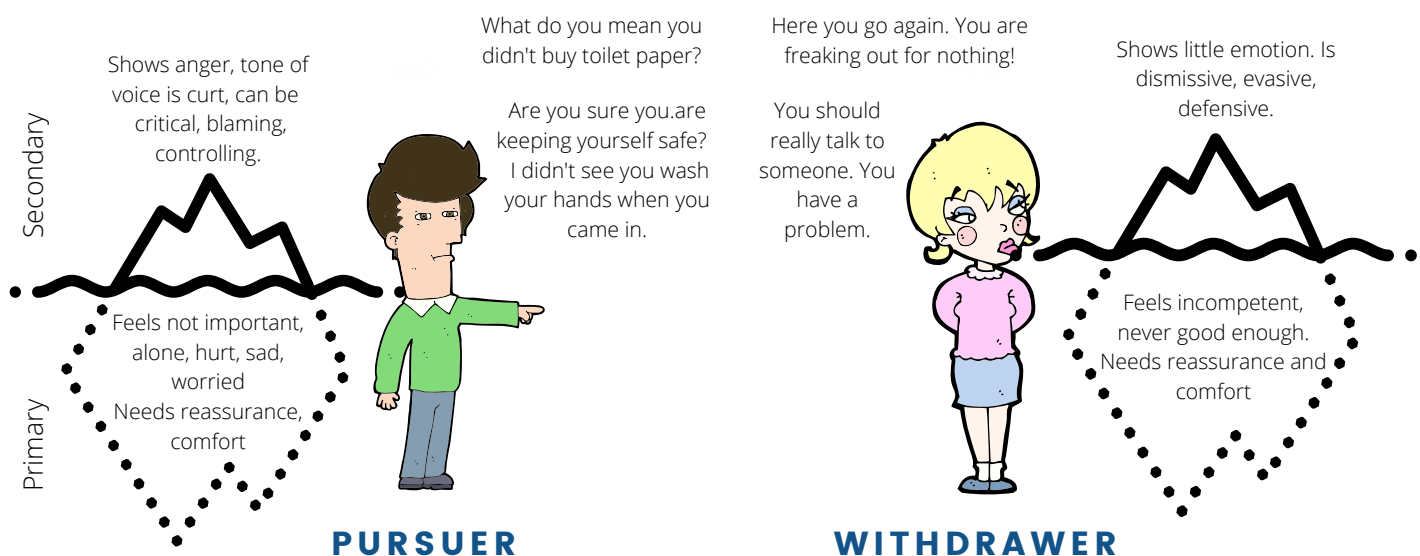 Secondary
Primary
Shows anger, tone of
voice is curt, can be
critical, blaming,
controlling.
Feels not important,
alone, hurt, sad,
worried
Needs reassurance,
comfort
What do you mean you
didn't buy toilet paper?
Are you sure you.are
keeping yourself safe?
I didn't see you wash
your hands when you
came in.
PURSUER
Here you go again. You are
freaking out for nothing!
You should
really talk to
someone. You
have a
problem.
WITHDRAWER
Shows little emotion. Is
dismissive, evasive,
defensive.
Feels incompetent,
never good enough.
Needs reassurance and
comfort